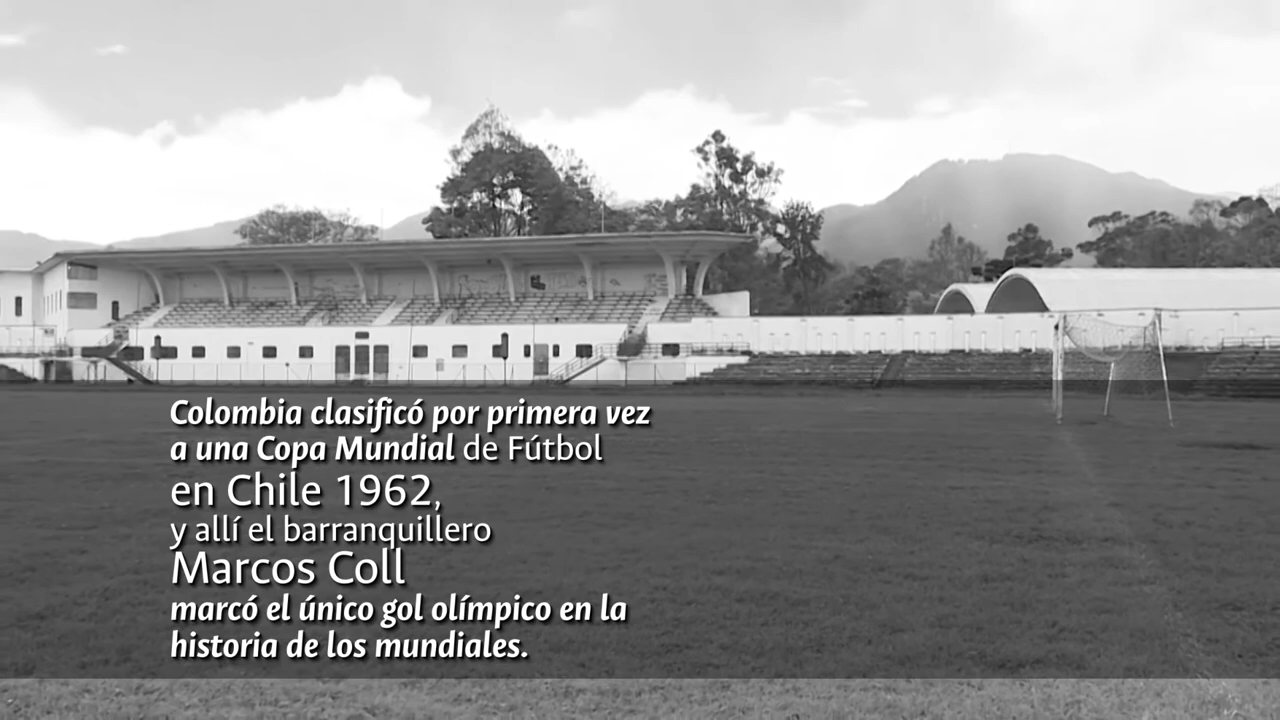 Colombia clasificó por primera vez
a una Copa Mundial de Fútbol
en Chile 1962,
y allí el barranquillero
Marcos Coll
marcó el único gol olímpico en la
historia de los mundiales.